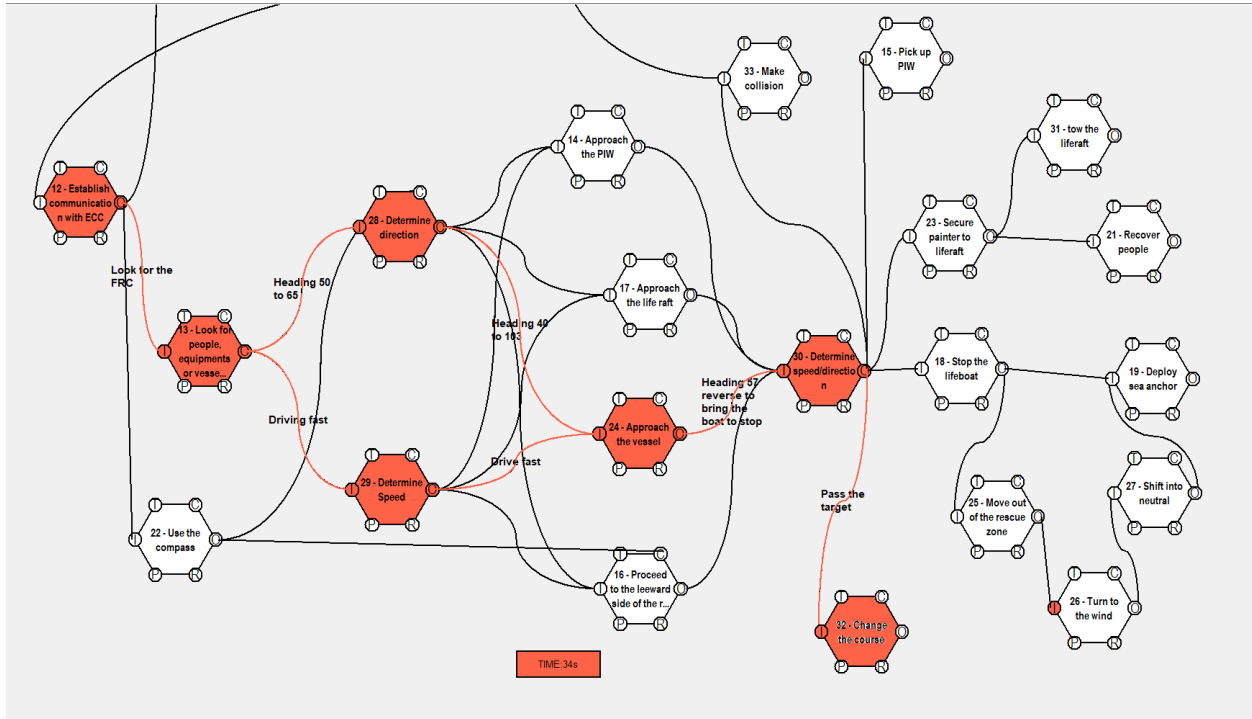 T C I O P R
33 - Make
collision
T C I O P R
15 - Pick up
PIW
T C I O P R
14 - Approach
the PIW
T C I O P R
31 - tow the
liferaft
T C I O P R
12 - Establish
communicatio
n with ECC
T C I O P R
28 - Determine
direction
T C I O P R
23 - Secure
painter to
liferaft
T C I O P R
21 - Recover
people
Look for the
FRC
Heading 50
to 65
T C I O P R
17 - Approach
the life raft
T C I O P R
13 - Look for
people,
equipments
or vesse...
Heading 40
to 103
T C I O P R
30 - Determine
speed/directio
n
T C I O P R
18 - Stop the
lifeboat
T C I O P R
19 - Deploy
sea anchor
Driving fast
T C I O P R
24 - Approach
the vessel
Heading 57
reverse to
bring the
boat to stop
Drive fast
T C I O P R
29 - Determine
Speed
T C I O P R
27 - Shift into
neutral
Pass the
target
T C I O P R
25 - Move out
of the rescue
zone
T C I O P R
22 - Use the
compass
T C I O P R
16 - Proceed
to the leeward
side of the r...
T C I O P R
26 - Turn to
the wind
T C I O P R
32 - Change
the course
TIME:34s